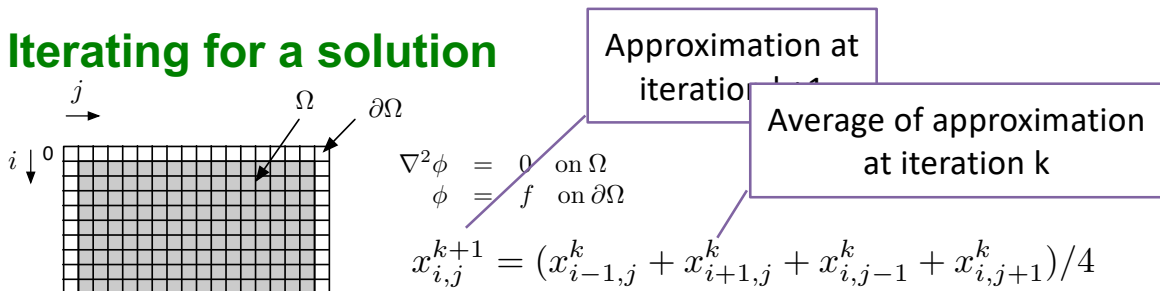 Iterating for a solution
Approximation at
iteration
Average of approximation
at iteration k
j
Ω
∂Ω
i
0
∇²ϕ = 0 on Ω
ϕ = f on ∂Ω
x_{i,j}^{k+1} = (x_{i-1,j}^{k} + x_{i+1,j}^{k} + x_{i,j-1}^{k} + x_{i,j+1}^{k})/4